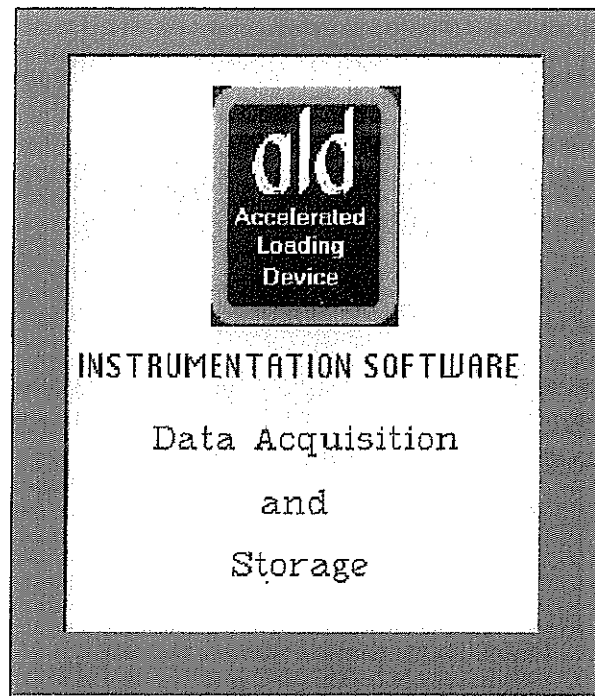 ald
Accelerated
Loading
Device
INSTRUMENTATION SOFTWARE
Data Acquisition
and
Storage